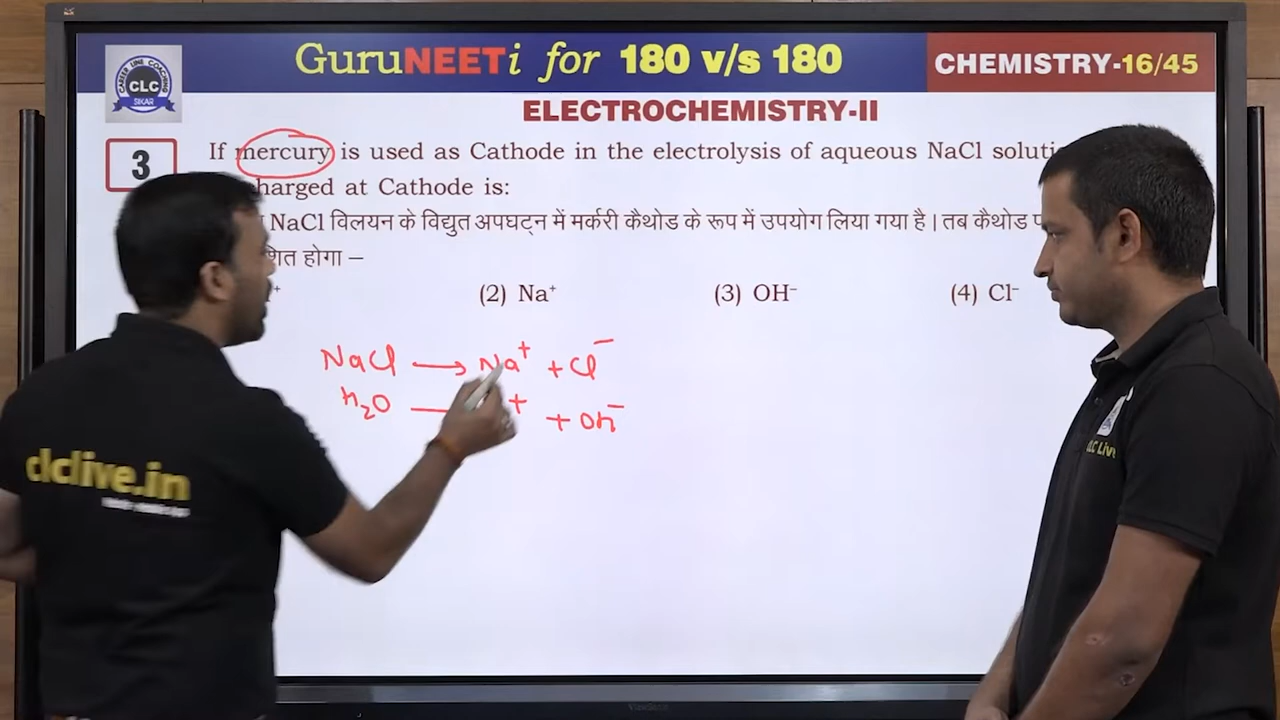 GuruNEETi for 180 v/s 180
CHEMISTRY-16/45
CAREER LINE COACHING
CLC
SIKAR
ELECTROCHEMISTRY-II
3
If mercury is used as Cathode in the electrolysis of aqueous NaCl
at Cathode is:
NaCl विलयन के विद्युत अपघट्न में मर्करी कैथोड के रूप में उपयोग लिया गया है। तब कैथोड
होगा –
(2) Na⁺
(3) OH⁻
(4) Cl⁻
NaCl → Na⁺ + Cl⁻
H₂O + + OH⁻
clclive.in
CLC Live